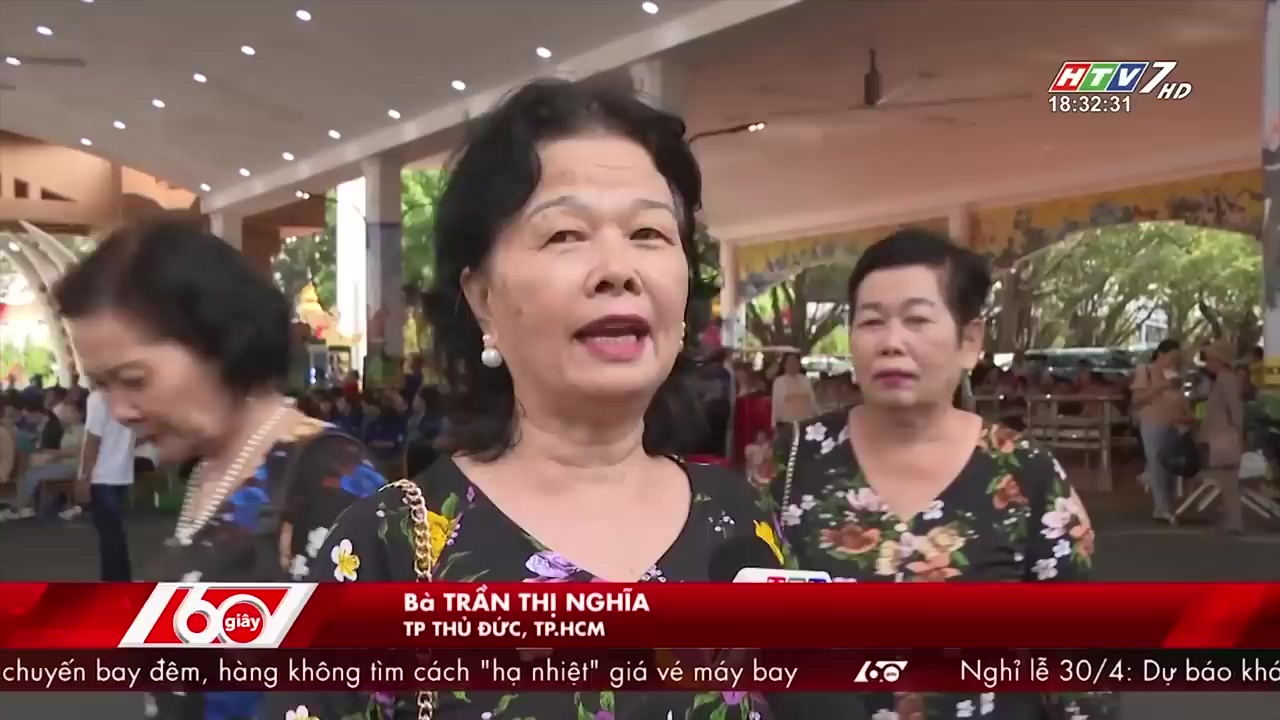 HTV7 HD
18:32:31
60 giây
Bà TRẦN THỊ NGHĨA
TP THỦ ĐỨC, TP.HCM
chuyến bay đêm, hàng không tìm cách "hạ nhiệt" giá vé máy bay 60 Nghỉ lễ 30/4: Dự báo